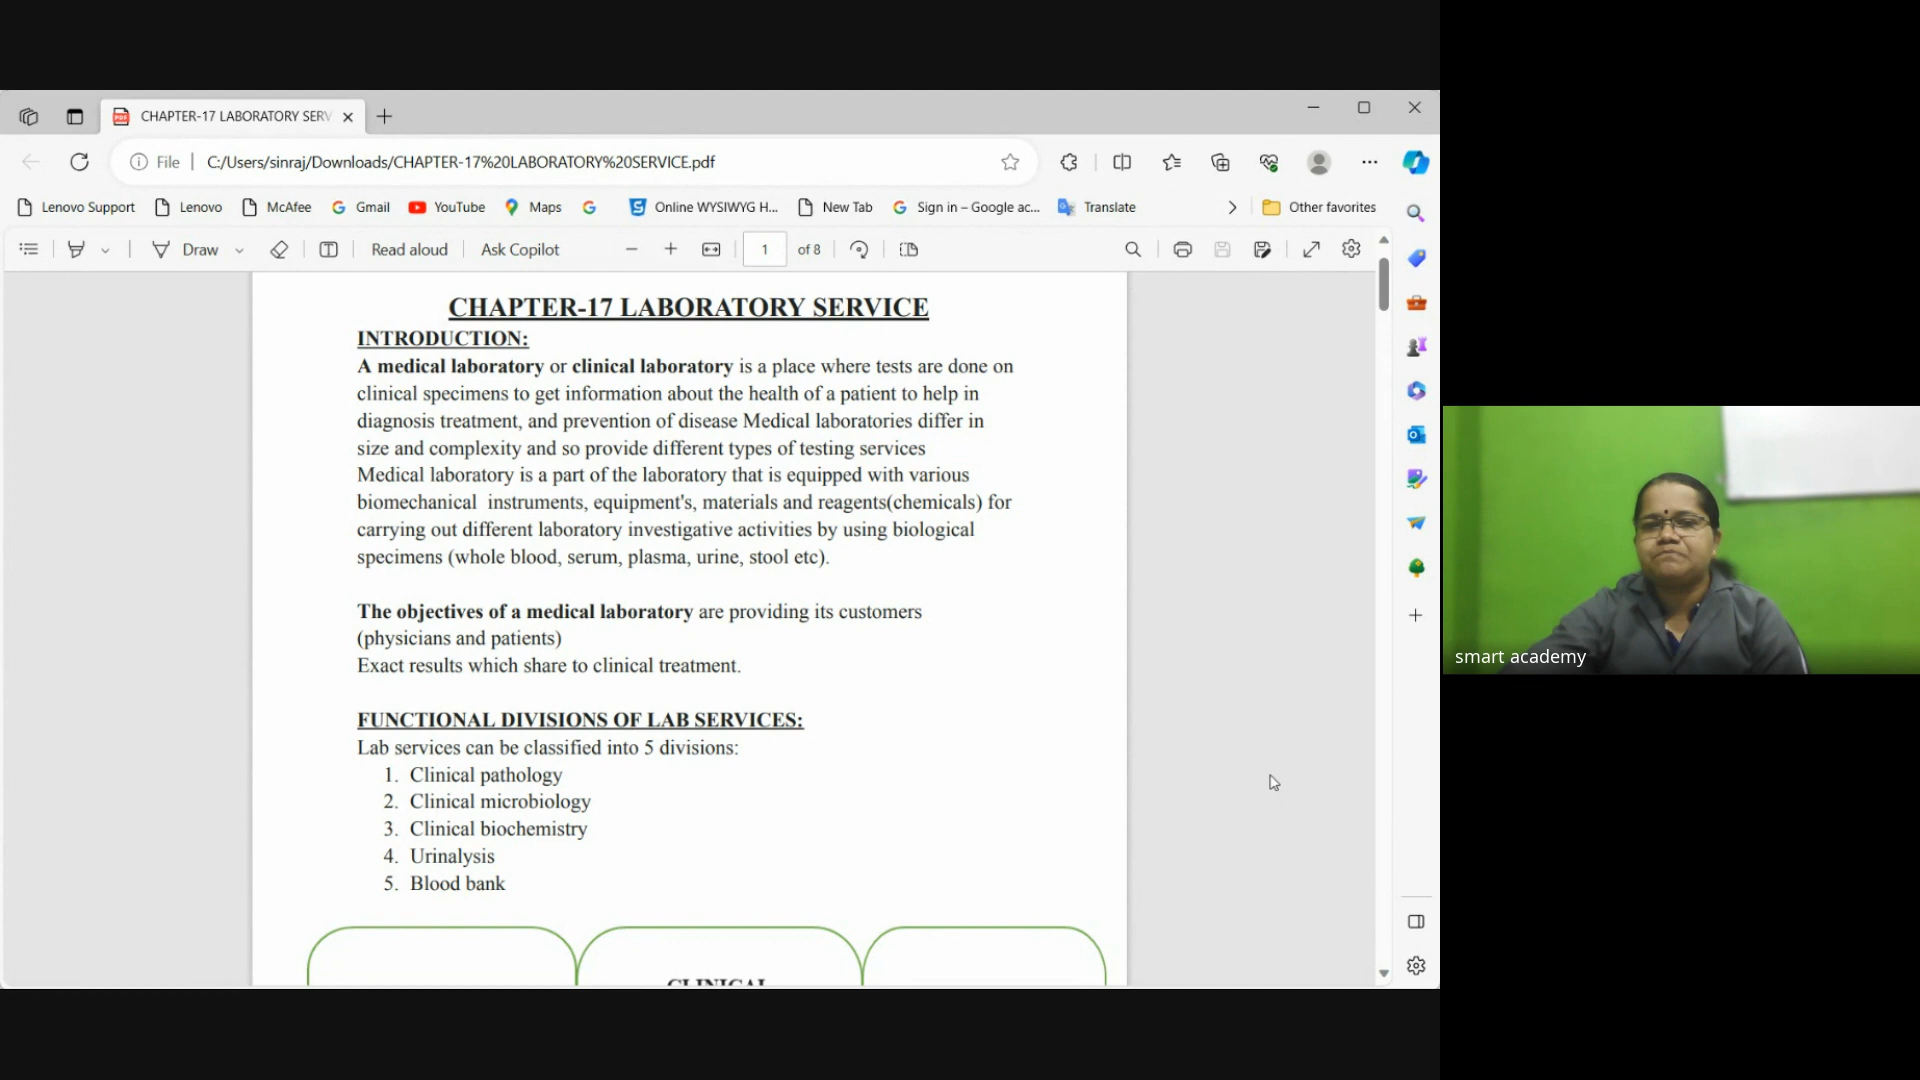 CHAPTER-17 LABORATORY SERV
File
C:/Users/sinraj/Downloads/CHAPTER-17%20LABORATORY%20SERVICE.pdf
Lenovo Support
Lenovo
McAfee
Gmail
YouTube
Maps
Online WYSIWYG H...
New Tab
Sign in – Google ac...
Translate
Other favorites
Draw
Read aloud
Ask Copilot
1 of 8
CHAPTER-17 LABORATORY SERVICE
INTRODUCTION:
A medical laboratory or clinical laboratory is a place where tests are done on
clinical specimens to get information about the health of a patient to help in
diagnosis treatment, and prevention of disease Medical laboratories differ in
size and complexity and so provide different types of testing services
Medical laboratory is a part of the laboratory that is equipped with various
biomechanical instruments, equipment's, materials and reagents(chemicals) for
carrying out different laboratory investigative activities by using biological
specimens (whole blood, serum, plasma, urine, stool etc).
The objectives of a medical laboratory are providing its customers
(physicians and patients)
Exact results which share to clinical treatment.
FUNCTIONAL DIVISIONS OF LAB SERVICES:
Lab services can be classified into 5 divisions:
1. Clinical pathology
2. Clinical microbiology
3. Clinical biochemistry
4. Urinalysis
5. Blood bank
CLINICAL
smart academy